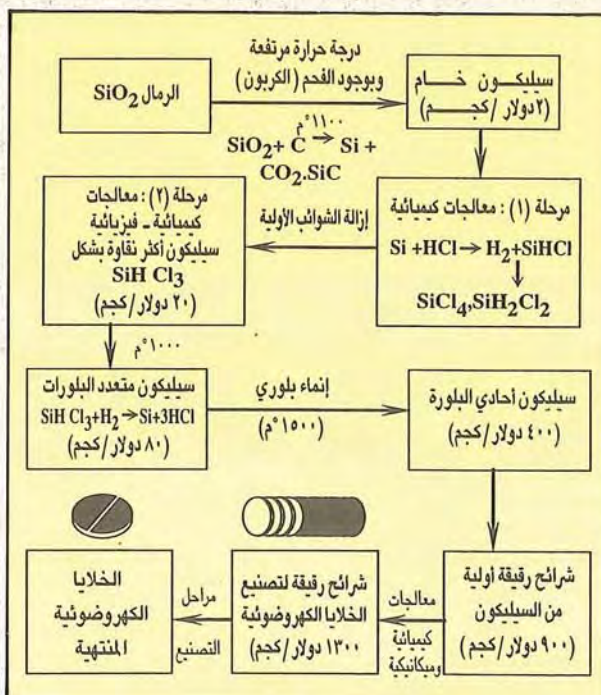 الرمال SiO2
درجة حرارة مرتفعة
وبوجود الفحم (الكربون)
١١٠٠°م
SiO2+ C → Si +
CO2.SiC
سيليكون خام
(٢ دولار /كجم)
مرحلة (١) : معالجات كيميائية
Si +HCl → H2+SiHCl
↓
SiCl4,SiH2Cl2
إزالة الشوائب الأولية
مرحلة (٢) : معالجات
كيميائية - فيزيائية
سيليكون أكثر نقاوة بشكل
SiH Cl3
(٢٠ دولار /كجم)
١٠٠٠°م
سيليكون متعدد البلورات
SiH Cl3+H2→Si+3HCl
(٨٠ دولار /كجم)
إنماء بلوري
(١٥٠٠°م)
سيليكون أحادي البلورة
(٤٠٠ دولار /كجم)
شرائح رقيقة أولية
من السيليكون
(٩٠٠ دولار /كجم)
معالجات
كيميائية
وميكانيكية
شرائح رقيقة لتصنيع
الخلايا الكهروضوئية
(١٣٠٠ دولار /كجم)
مراحل
التصنيع
الخلايا
الكهروضوئية
المنتهية